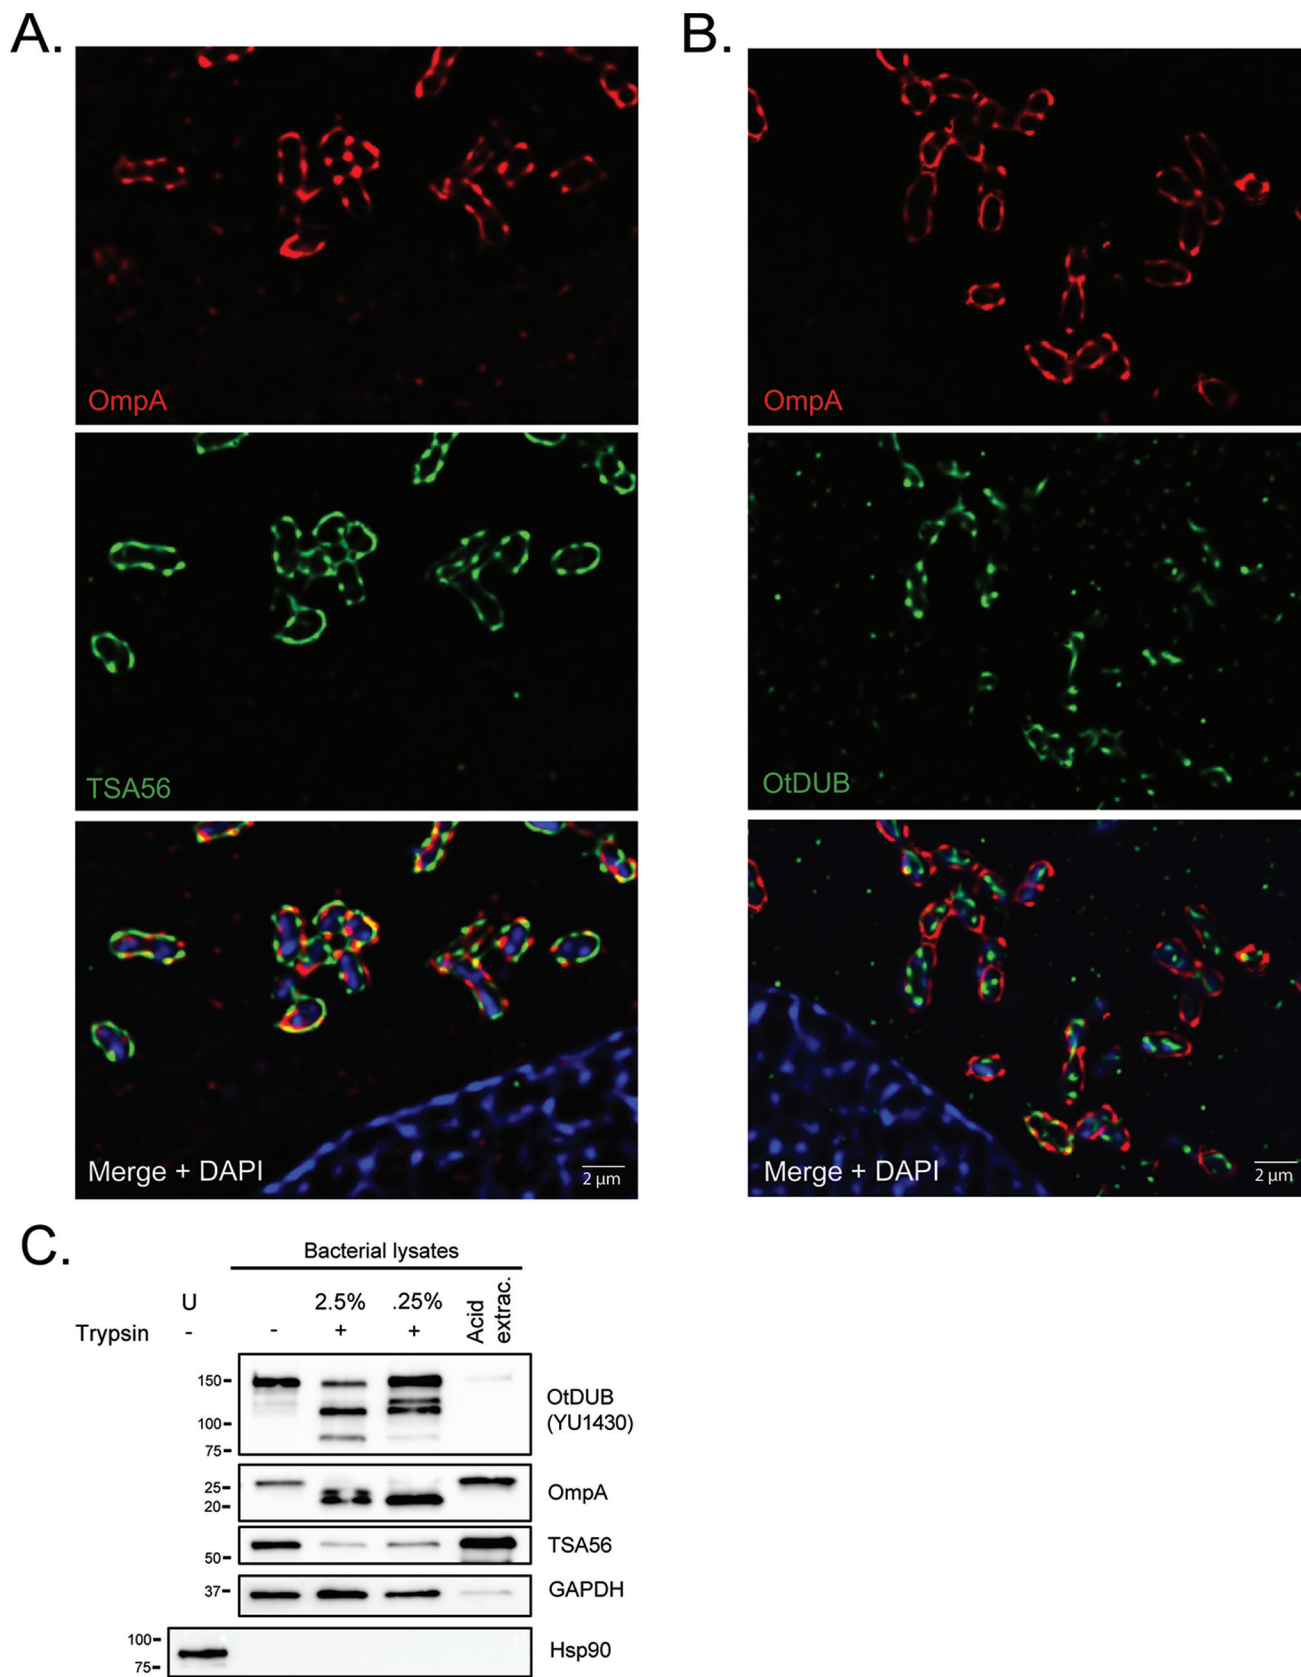 A.
B.
OmpA
OmpA
TSA56
OtDUB
Merge + DAPI
2 µm
Merge + DAPI
2 µm
C.
Bacterial lysates
U
2.5%
.25%
Acid
extrac.
Trypsin
-
-
+
+
150
100
75
OtDUB
(YU1430)
25
20
OmpA
50
TSA56
37
GAPDH
100
75
Hsp90